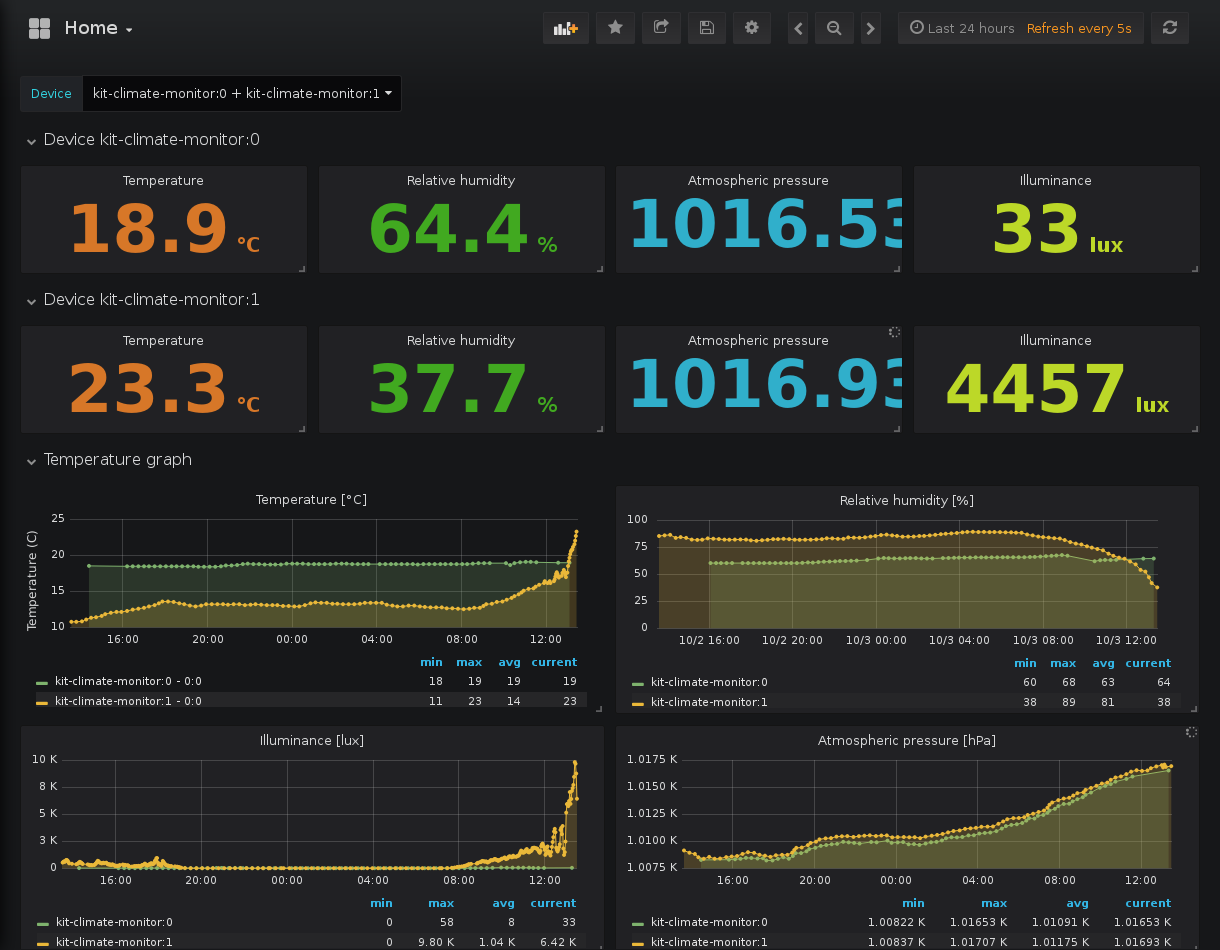 Home
Last 24 hours Refresh every 5s
Device kit-climate-monitor:0 + kit-climate-monitor:1
Device kit-climate-monitor:0
Temperature Relative humidity Atmospheric pressure Illuminance
18.9 °C 64.4 % 1016.53 33 lux
Device kit-climate-monitor:1
Temperature Relative humidity Atmospheric pressure Illuminance
23.3 °C 37.7 % 1016.93 4457 lux
Temperature graph
Temperature [°C]
Temperature (C)
25
20
15
10
16:00 20:00 00:00 04:00 08:00 12:00
min max avg current
kit-climate-monitor:0 - 0:0 18 19 19 19
kit-climate-monitor:1 - 0:0 11 23 14 23
Relative humidity [%]
100
75
50
25
0
10/2 16:00 10/2 20:00 10/3 00:00 10/3 04:00 10/3 08:00 10/3 12:00
min max avg current
kit-climate-monitor:0 60 68 63 64
kit-climate-monitor:1 38 89 81 38
Illuminance [lux]
10 K
8 K
5 K
3 K
0
16:00 20:00 00:00 04:00 08:00 12:00
min max avg current
kit-climate-monitor:0 0 58 8 33
kit-climate-monitor:1 0 9.80 K 1.04 K 6.42 K
Atmospheric pressure [hPa]
1.0175 K
1.0150 K
1.0125 K
1.0100 K
1.0075 K
16:00 20:00 00:00 04:00 08:00 12:00
min max avg current
kit-climate-monitor:0 1.00822 K 1.01653 K 1.01091 K 1.01653 K
kit-climate-monitor:1 1.00837 K 1.01707 K 1.01175 K 1.01693 K